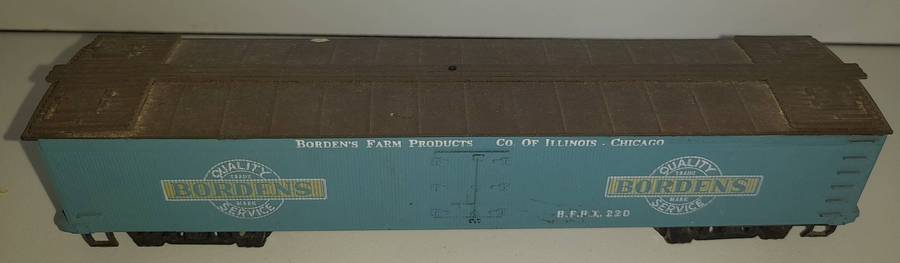 BORDEN'S FARM PRODUCTS CO OF ILLINOIS - CHICAGO
QUALITY
TRADE
BORDENS
MARK
SERVICE
QUALITY
TRADE
BORDENS
MARK
SERVICE
B.F.P.X. 220